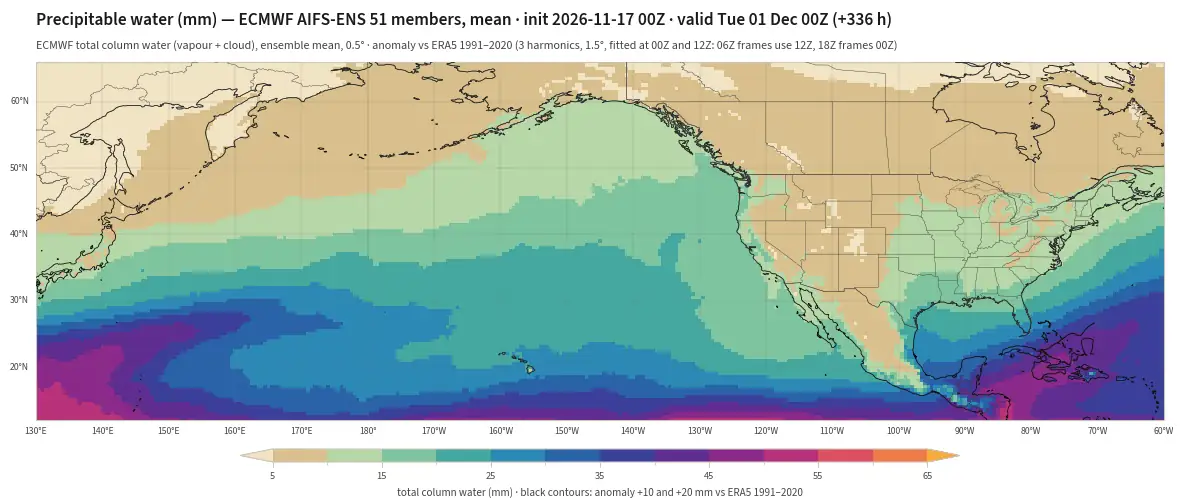 Precipitable water (mm) — ECMWF AIFS-ENS 51 members, mean · init 2026-11-17 00Z · valid Tue 01 Dec 00Z (+336 h)
ECMWF total column water (vapour + cloud), ensemble mean, 0.5° · anomaly vs ERA5 1991–2020 (3 harmonics, 1.5°, fitted at 00Z and 12Z: 06Z frames use 12Z, 18Z frames 00Z)
60°N
50°N
40°N
30°N
20°N
130°E 140°E 150°E 160°E 170°E 180° 170°W 160°W 150°W 140°W 130°W 120°W 110°W 100°W 90°W 80°W 70°W 60°W
5 15 25 35 45 55 65
total column water (mm) · black contours: anomaly +10 and +20 mm vs ERA5 1991–2020